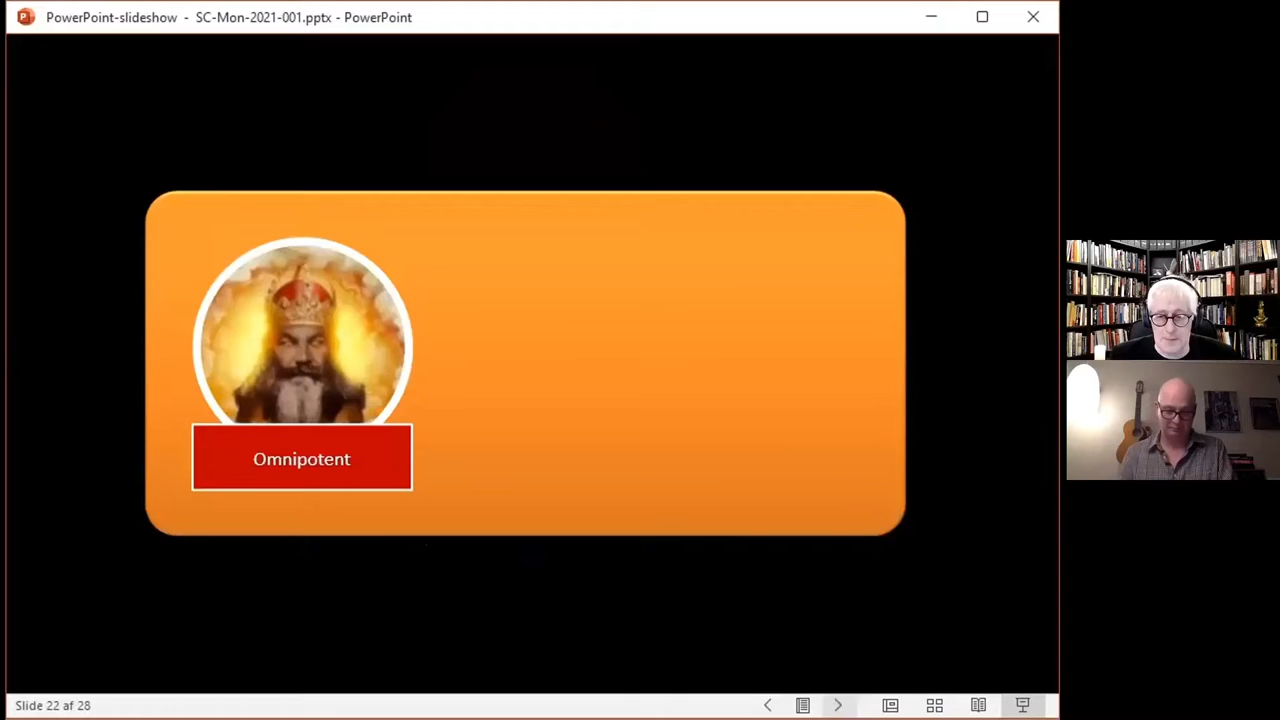 PowerPoint-slideshow - SC-Mon-2021-001.pptx - PowerPoint
Omnipotent
Slide 22 af 28